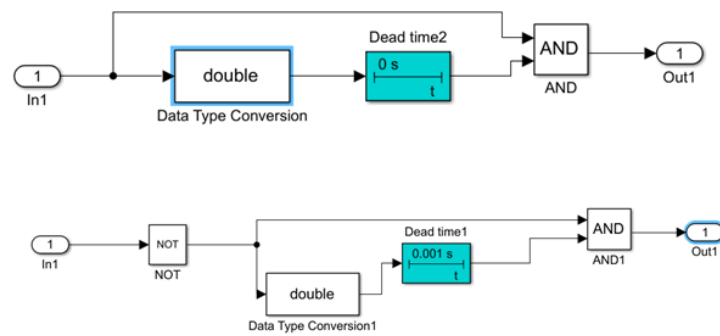 Dead time2
1
In1
double
Data Type Conversion
0 s
t
AND
AND
1
Out1
1
In1
NOT
NOT
double
Data Type Conversion1
Dead time1
0.001 s
t
AND
AND1
1
Out1